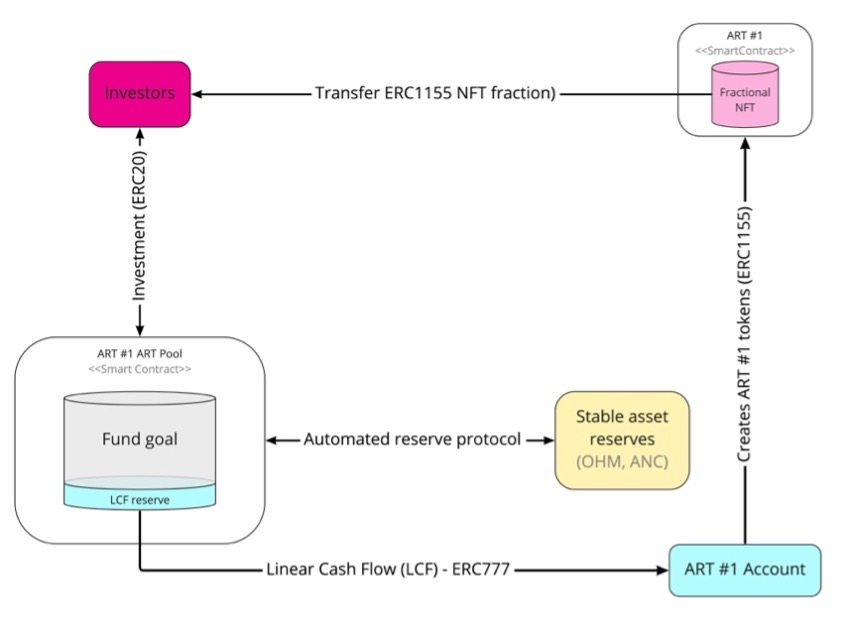 ART #1
<<SmartContract>>
Investors
Transfer ERC1155 NFT fraction)
Fractional
NFT
Investment (ERC20)
Creates ART #1 tokens (ERC1155)
ART #1 ART Pool
<<Smart Contract>>
Fund goal
LCF reserve
Automated reserve protocol
Stable asset
reserves
(OHM, ANC)
Linear Cash Flow (LCF) - ERC777
ART #1 Account